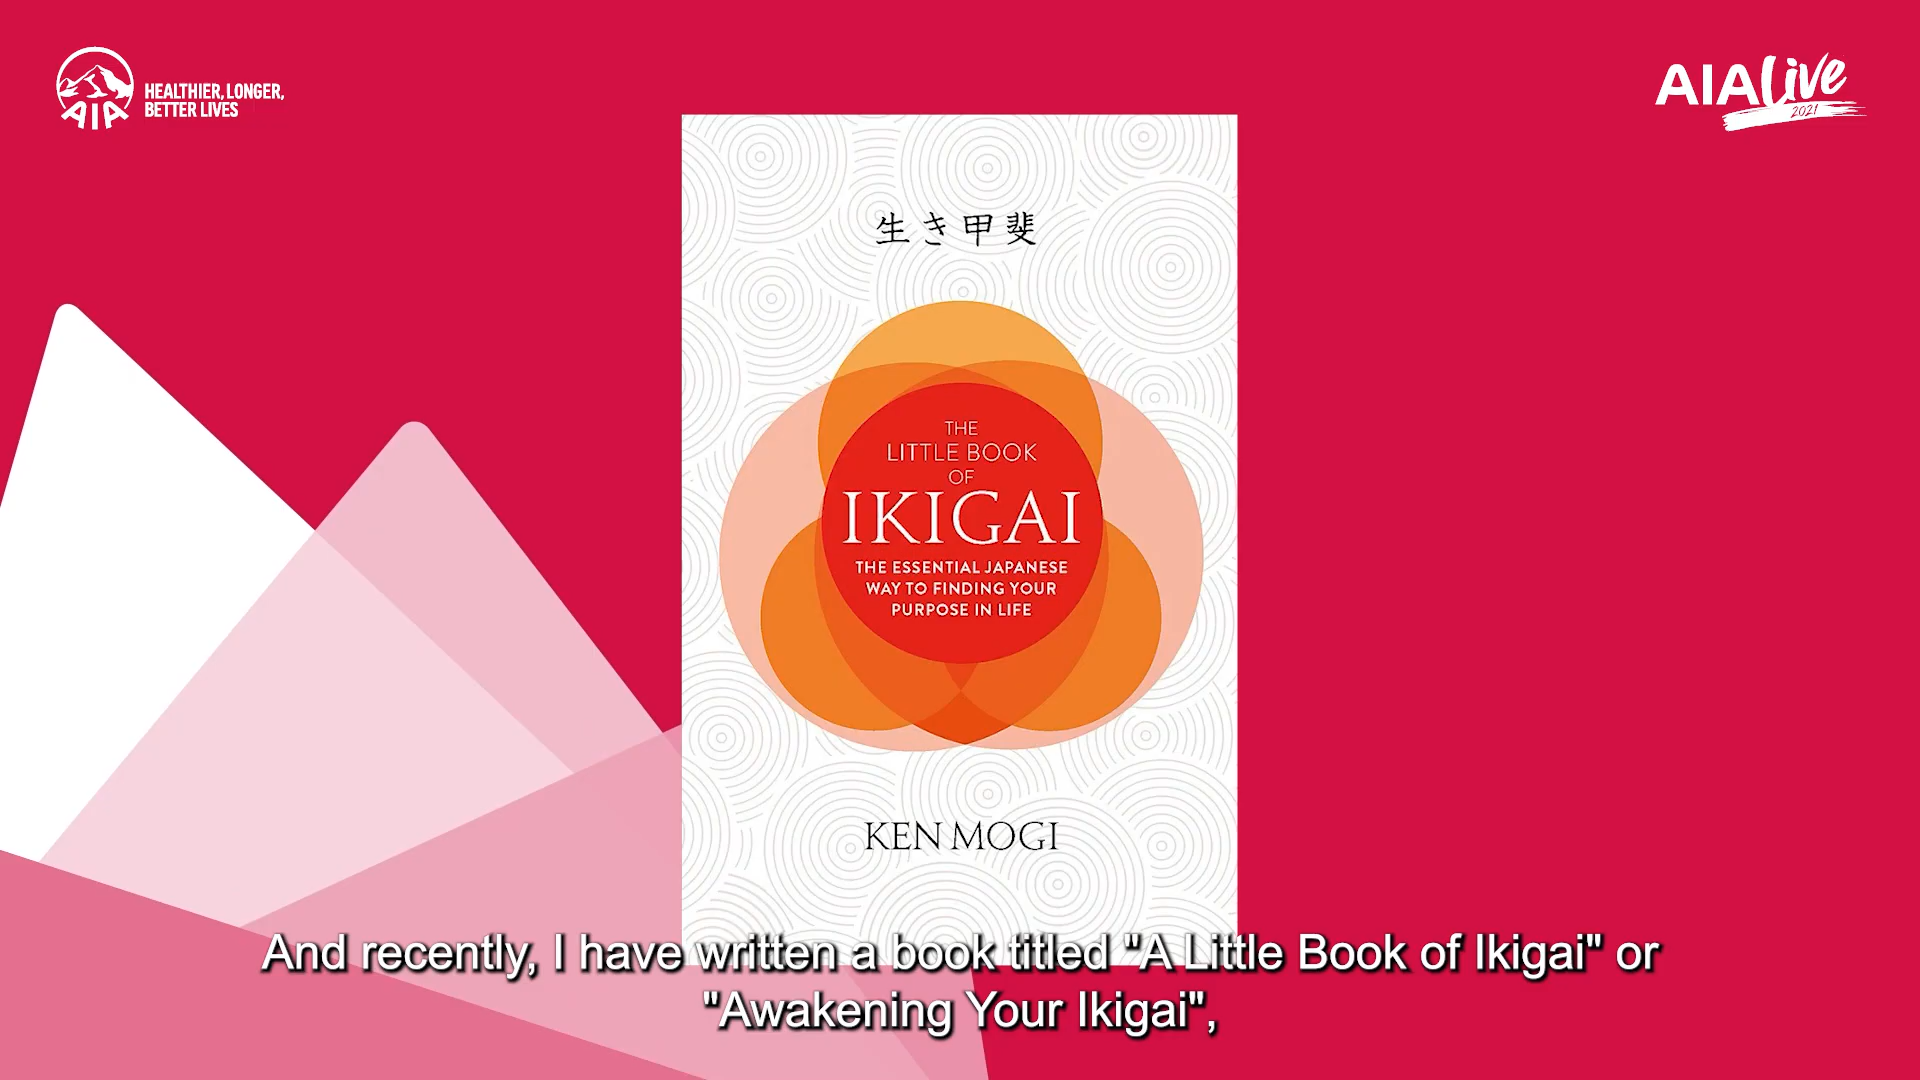 AIA
HEALTHIER, LONGER,
BETTER LIVES
AIA Live
2021
生き甲斐
THE
LITTLE BOOK
OF
IKIGAI
THE ESSENTIAL JAPANESE
WAY TO FINDING YOUR
PURPOSE IN LIFE
KEN MOGI
And recently, I have written a book titled "A Little Book of Ikigai" or
"Awakening Your Ikigai",